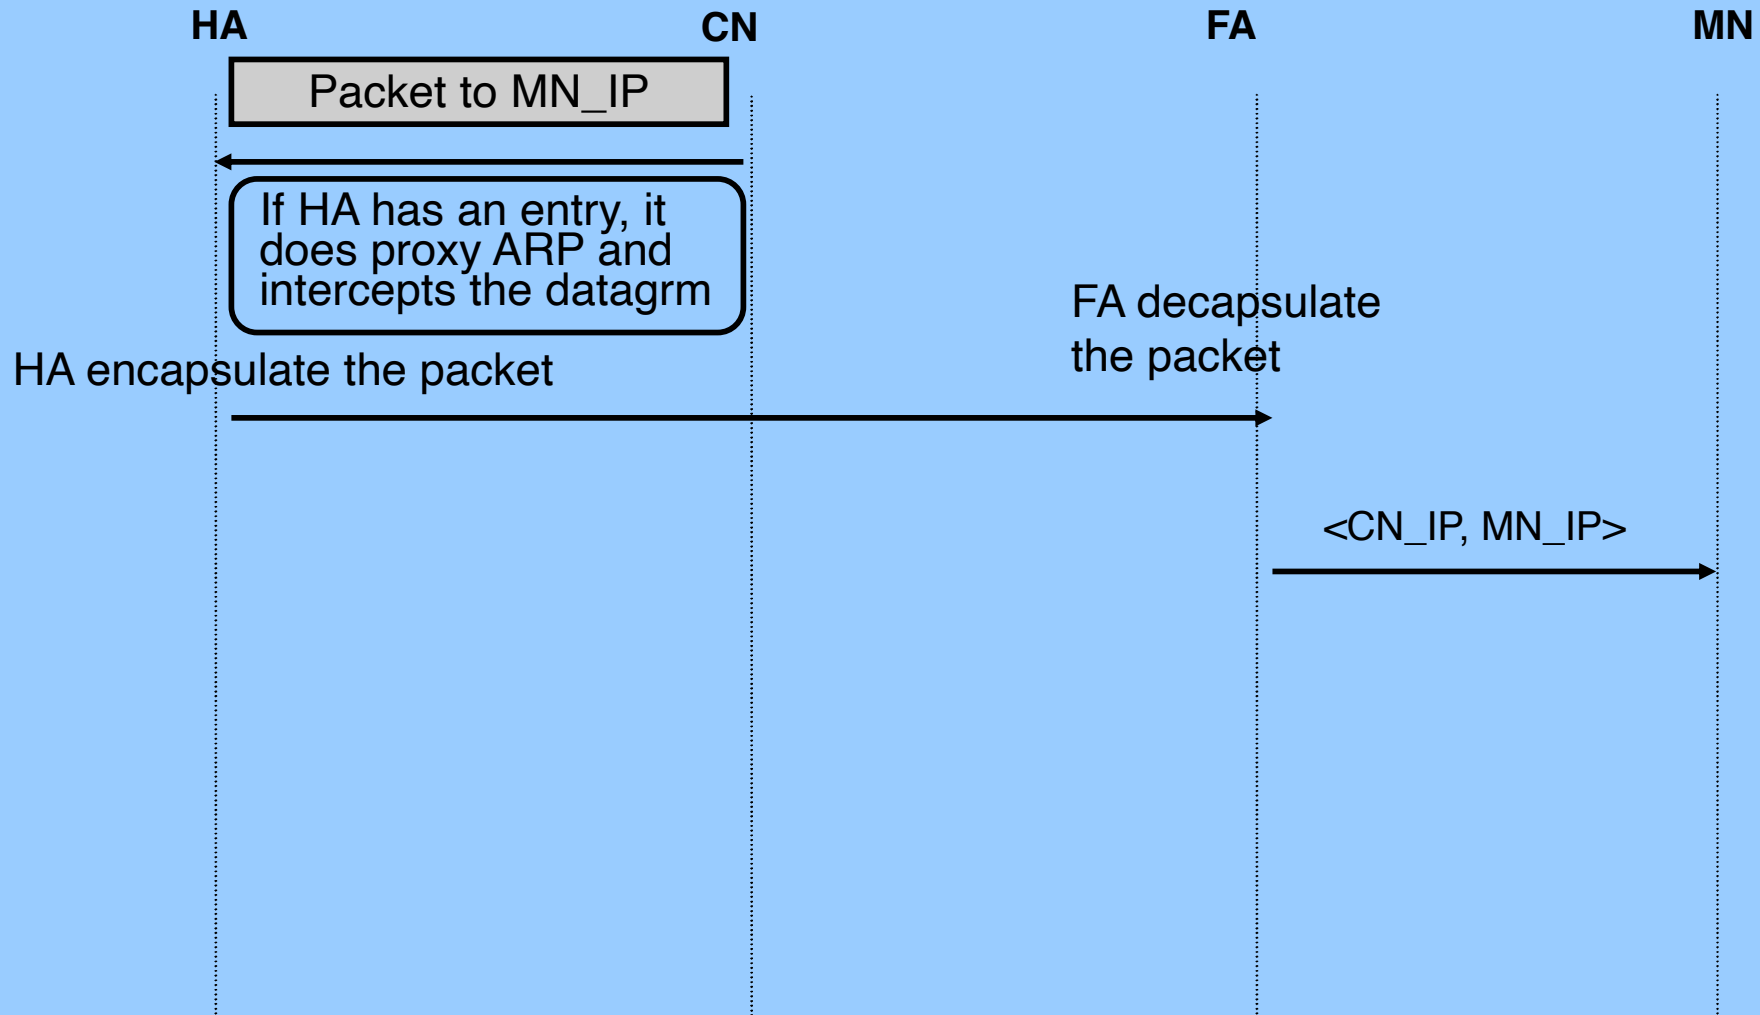 HA
CN
FA
MN
Packet to MN_IP
If HA has an entry, it
does proxy ARP and
intercepts the datagrm
FA decapsulate
the packet
HA encapsulate the packet
<CN_IP, MN_IP>